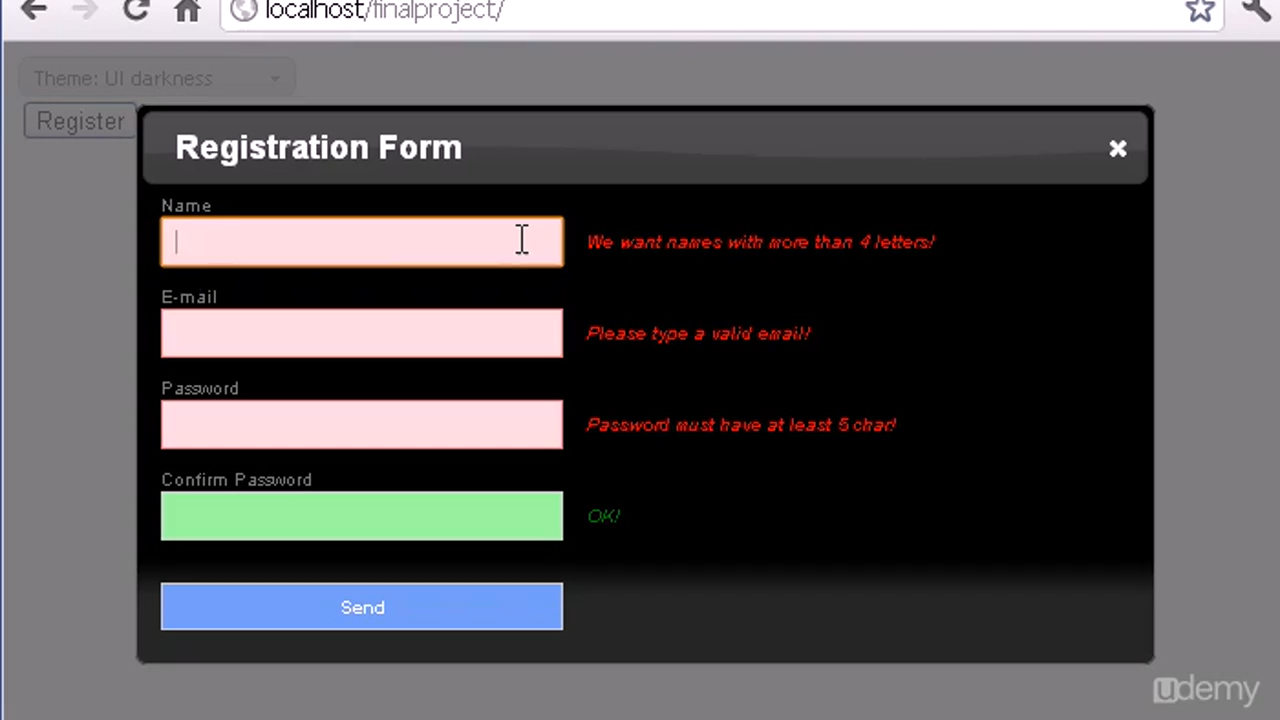 localhost/finalproject/
Theme: UI darkness
Register
Registration Form
Name
We want names with more than 4 letters!
E-mail
Please type a valid email!
Password
Password must have at least 5 char!
Confirm Password
OK!
Send
udemy